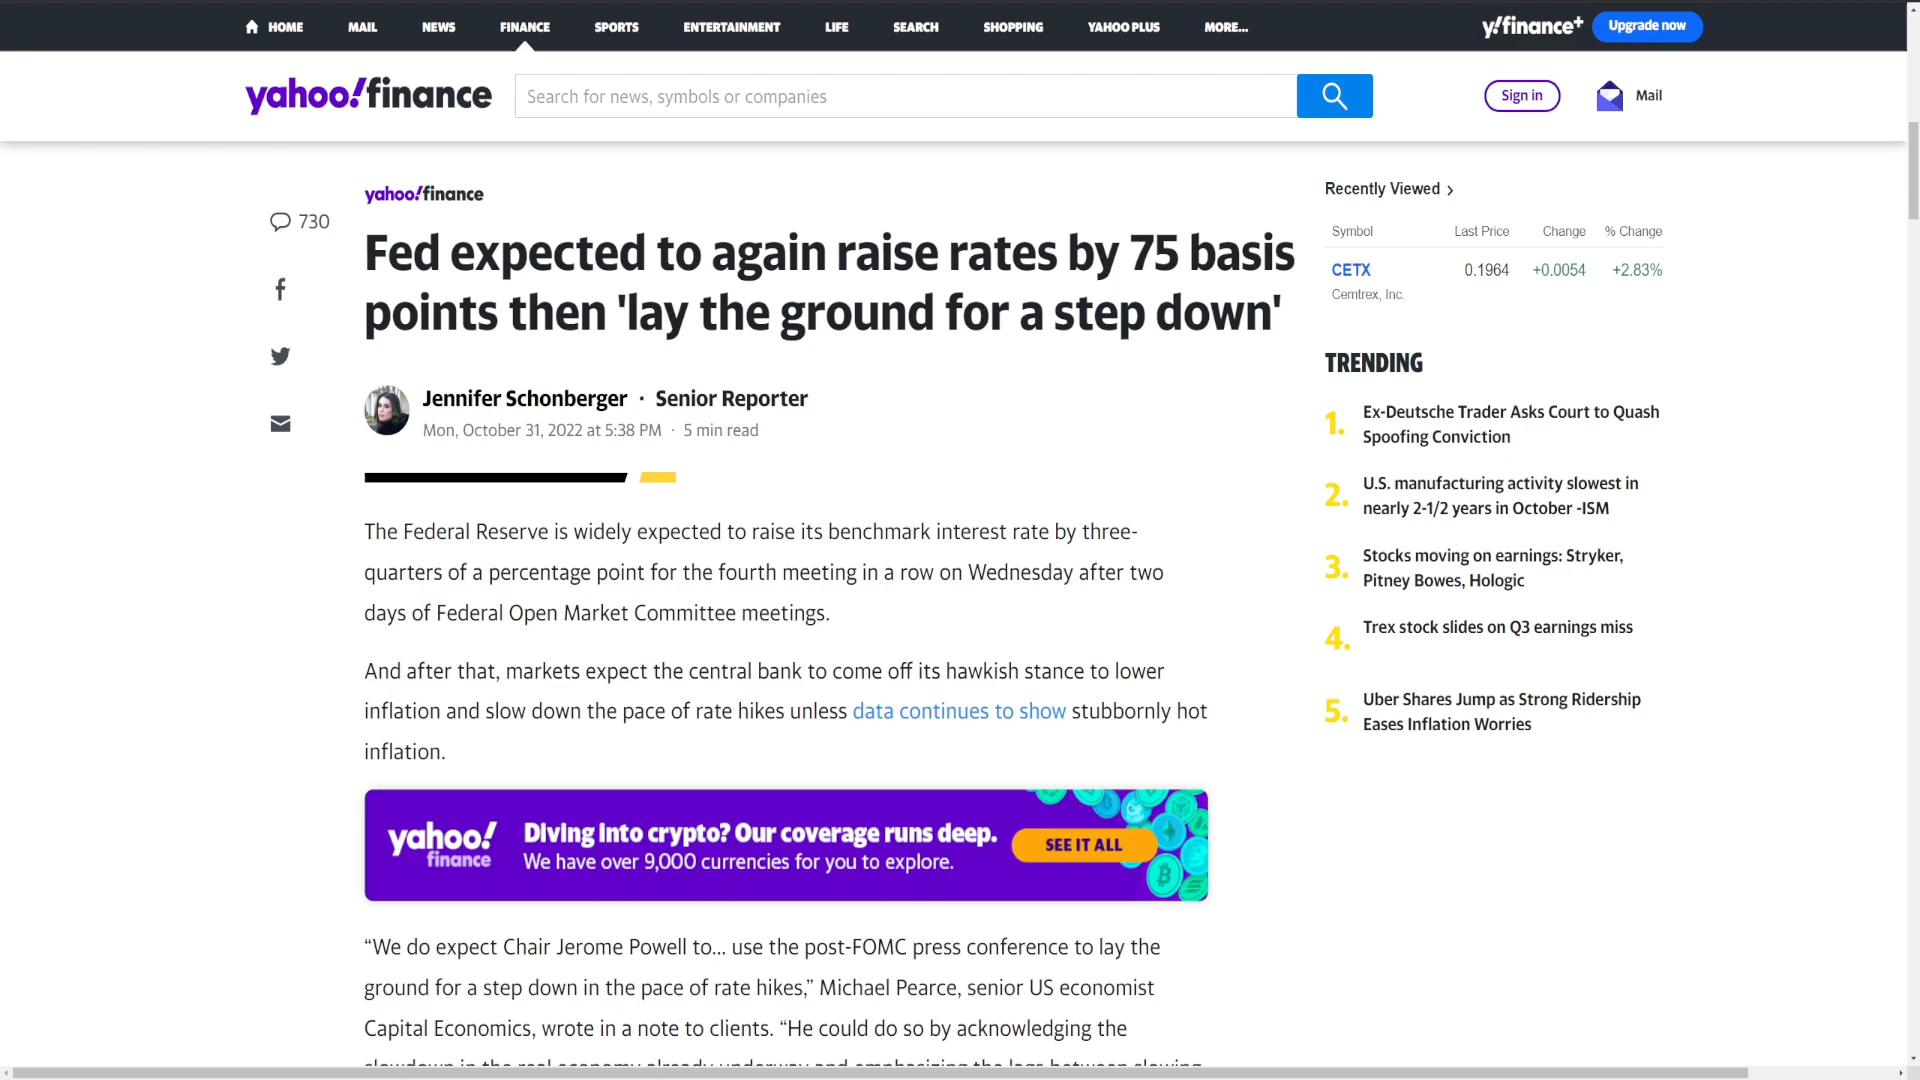 HOME MAIL NEWS FINANCE SPORTS ENTERTAINMENT LIFE SEARCH SHOPPING YAHOO PLUS MORE... y!finance+ Upgrade now
yahoo!finance Search for news, symbols or companies Sign in Mail
yahoo!finance
730
Fed expected to again raise rates by 75 basis
points then 'lay the ground for a step down'
Jennifer Schonberger · Senior Reporter
Mon, October 31, 2022 at 5:38 PM · 5 min read
The Federal Reserve is widely expected to raise its benchmark interest rate by three-
quarters of a percentage point for the fourth meeting in a row on Wednesday after two
days of Federal Open Market Committee meetings.
And after that, markets expect the central bank to come off its hawkish stance to lower
inflation and slow down the pace of rate hikes unless data continues to show stubbornly hot
inflation.
yahoo!
finance
Diving into crypto? Our coverage runs deep.
We have over 9,000 currencies for you to explore.
SEE IT ALL
“We do expect Chair Jerome Powell to... use the post-FOMC press conference to lay the
ground for a step down in the pace of rate hikes,” Michael Pearce, senior US economist
Capital Economics, wrote in a note to clients. “He could do so by acknowledging the
slowdown in the real economy already underway and emphasizing the lags between slowing
Recently Viewed >
Symbol Last Price Change % Change
CETX 0.1964 +0.0054 +2.83%
Cemtrex, Inc.
TRENDING
1. Ex-Deutsche Trader Asks Court to Quash
Spoofing Conviction
2. U.S. manufacturing activity slowest in
nearly 2-1/2 years in October -ISM
3. Stocks moving on earnings: Stryker,
Pitney Bowes, Hologic
4. Trex stock slides on Q3 earnings miss
5. Uber Shares Jump as Strong Ridership
Eases Inflation Worries